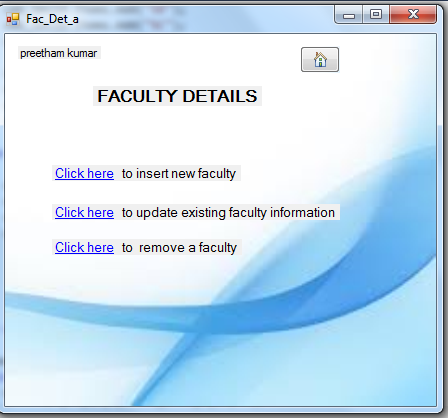 Fac_Det_a
preetham kumar
FACULTY DETAILS
Click here to insert new faculty
Click here to update existing faculty information
Click here to remove a faculty